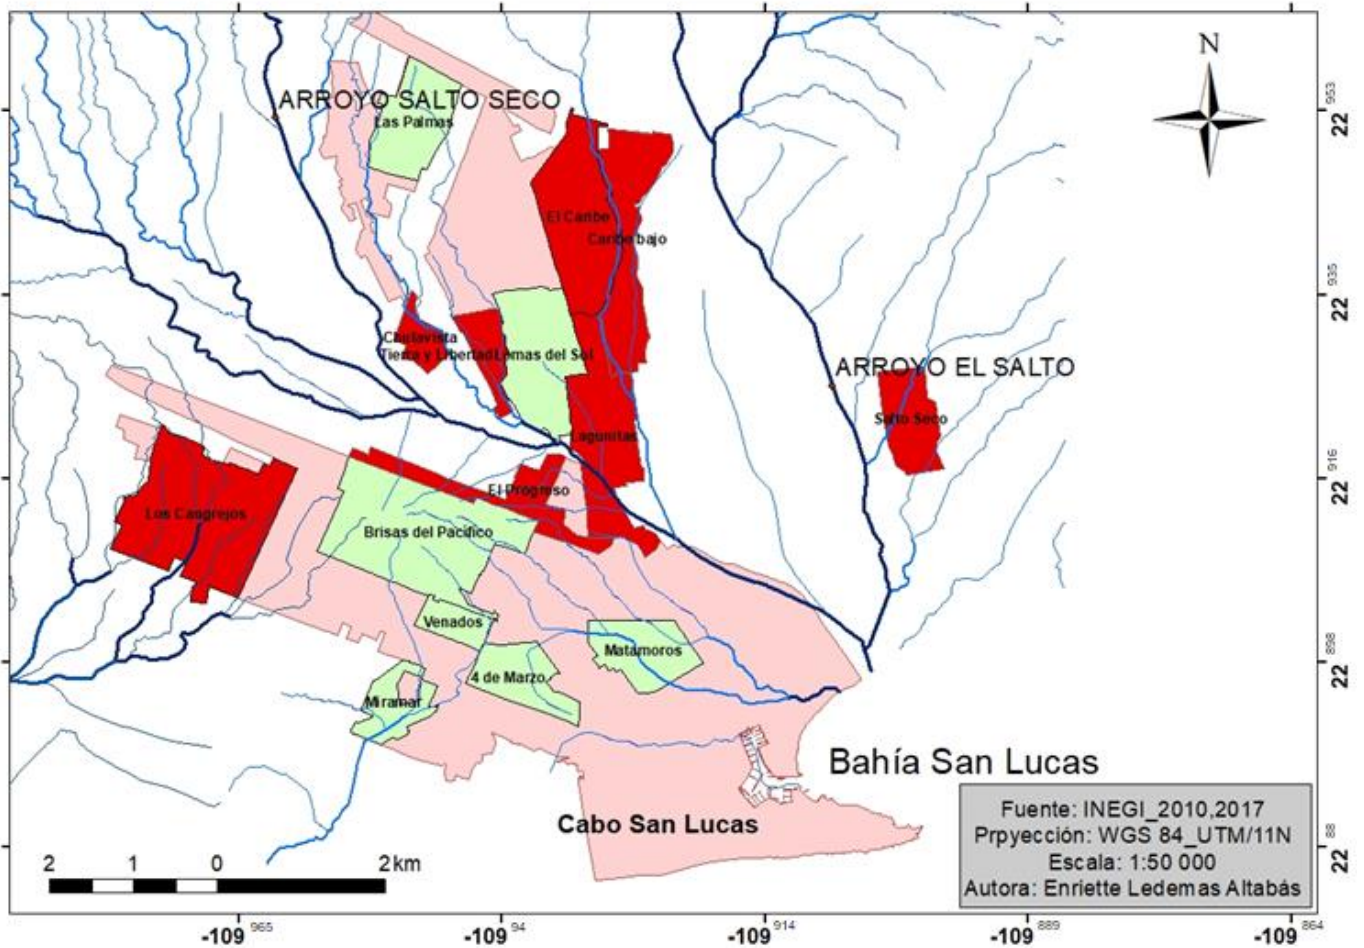 N
ARROYO SALTO SECO
Las Palmas
22 953
El Caribe
Caribe bajo
22 935
Chulavista
Tierra y Libertad
Lomas del Sol
ARROYO EL SALTO
Salto Seco
Lagunitas
22 916
El Progreso
Los Cangrejos
Brisas del Pacífico
Venados
Matamoros
22 898
4 de Marzo
Miramar
Bahía San Lucas
Cabo San Lucas
Fuente: INEGI_2010,2017
Prpyección: WGS 84_UTM/11N
Escala: 1:50 000
Autora: Enriette Ledemas Altabás
22 88
2 1 0 2 km
-109 965 -109 94 -109 914 -109 889 -109 864